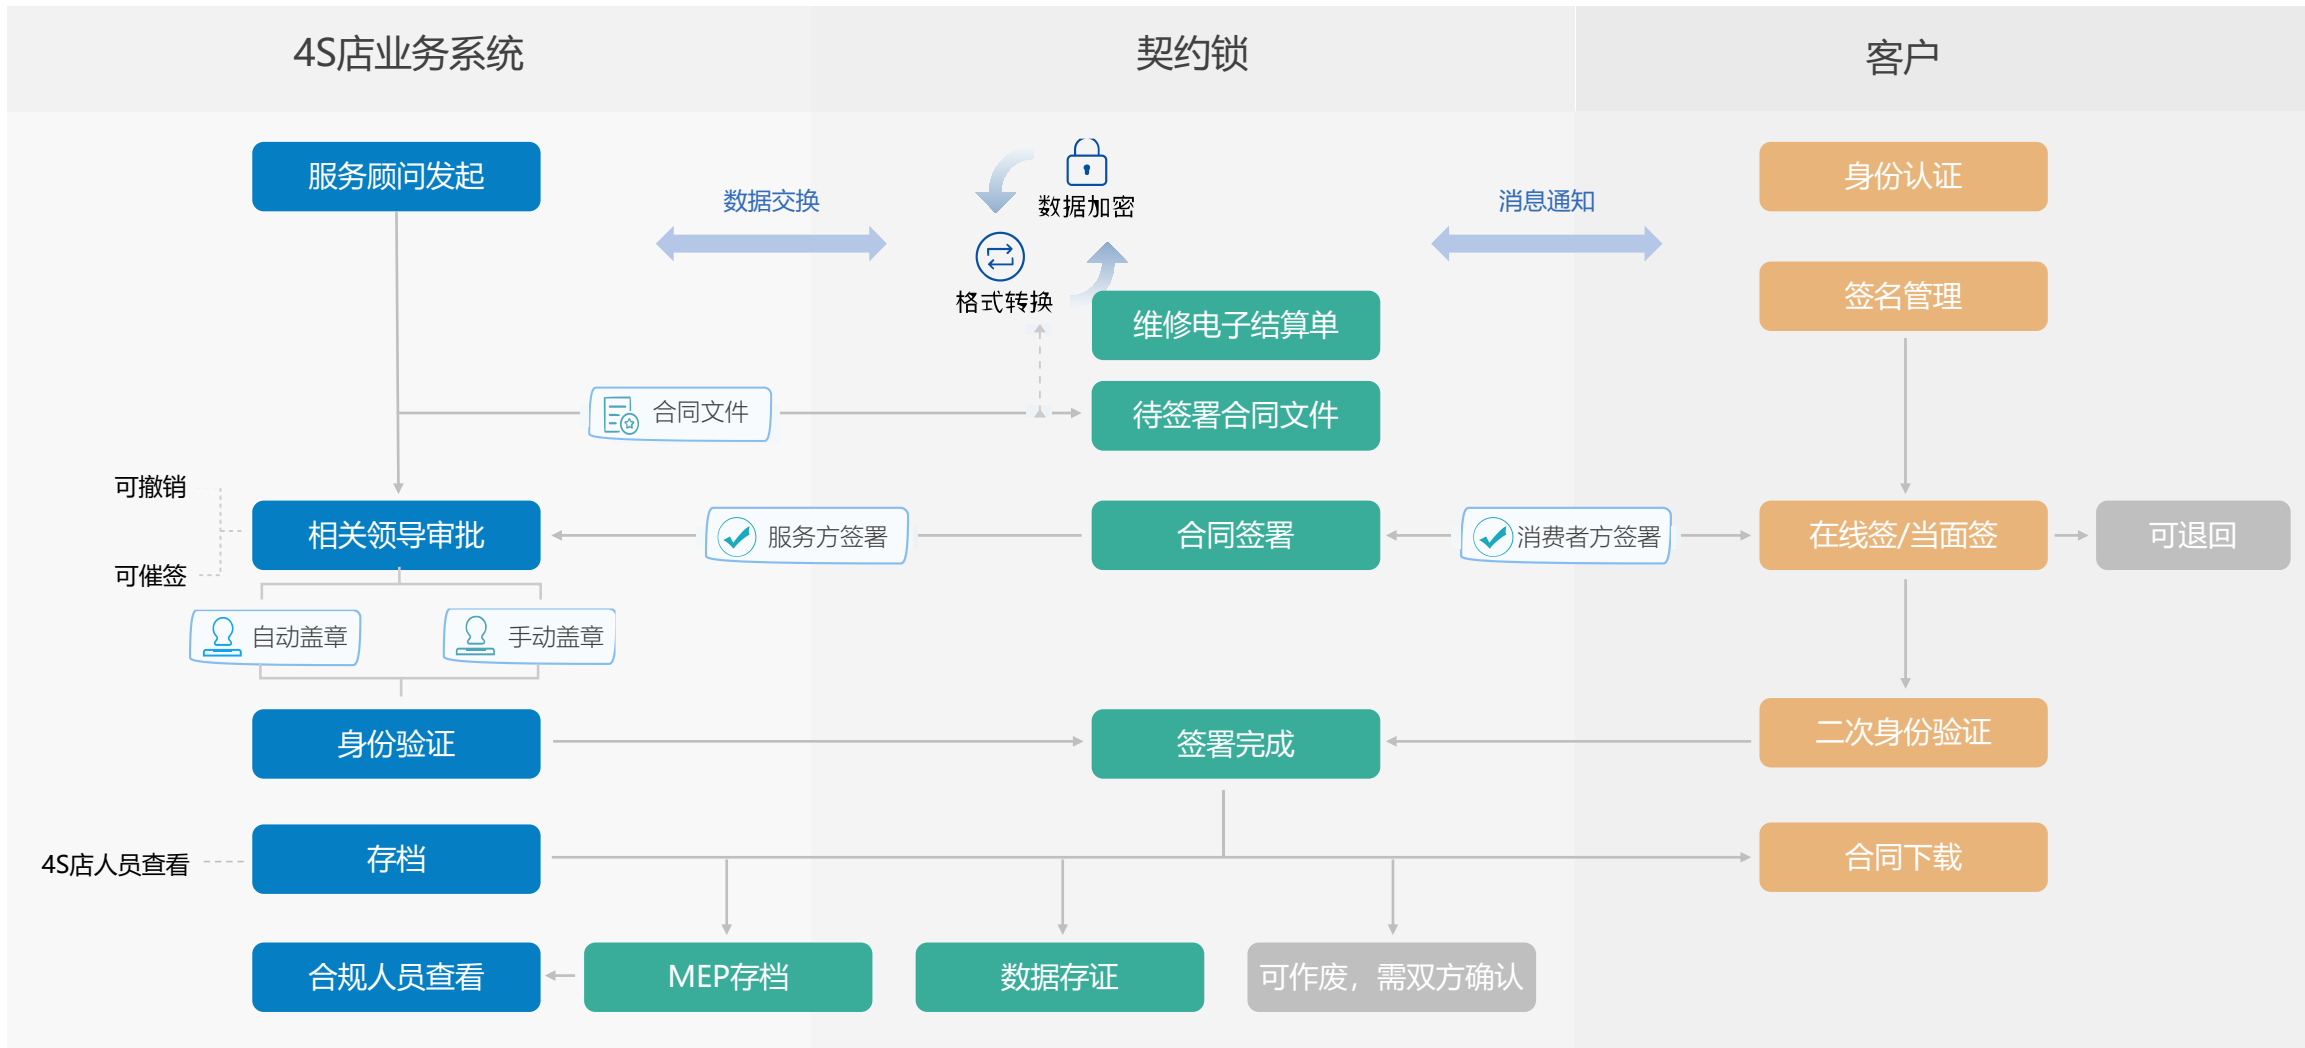 4S店业务系统
契约锁
客户
服务顾问发起
数据交换
数据加密
消息通知
身份认证
格式转换
签名管理
维修电子结算单
合同文件
待签署合同文件
可撤销
相关领导审批
服务方签署
合同签署
消费者方签署
在线签/当面签
可退回
可催签
自动盖章
手动盖章
身份验证
签署完成
二次身份验证
4S店人员查看
存档
合同下载
合规人员查看
MEP存档
数据存证
可作废，需双方确认